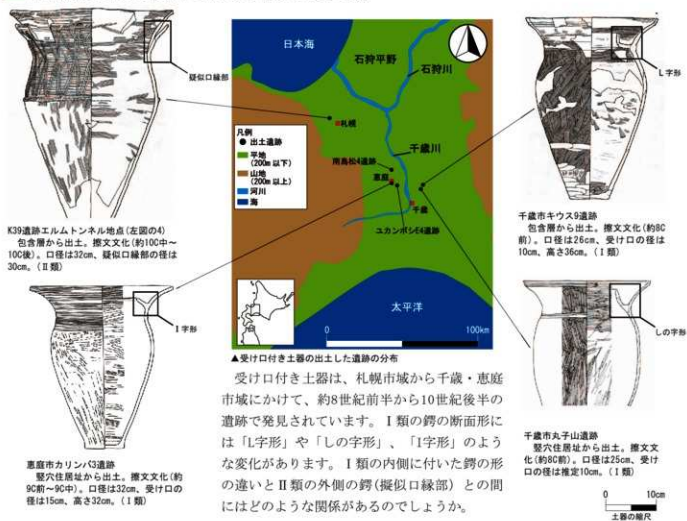 疑似口縁部
K39遺跡エルムトンネル地点(左図の4)
包含層から出土。擦文文化(約10C中〜
10C後)。口径は32cm、疑似口縁部の径は
30cm。(Ⅱ類)
I字形
恵庭市カリンバ3遺跡
竪穴住居址から出土。擦文文化(約
9C前〜9C中)。口径は32cm、受け口の
径は15cm、高さ32cm。(Ⅰ類)
日本海
石狩平野
石狩川
札幌
凡例
出土遺跡
平地
(200m以下)
山地
(200m以上)
河川
海
千歳川
南島松4遺跡
恵庭
千歳
ユカンボシE4遺跡
太平洋
0 100km
▲受け口付き土器の出土した遺跡の分布
受け口付き土器は、札幌市域から千歳・恵庭
市域にかけて、約8世紀前半から10世紀後半の
遺跡で発見されています。Ⅰ類の鍔の断面形に
は「L字形」や「しの字形」、「I字形」のよう
な変化があります。Ⅰ類の内側に付いた鍔の形
の違いとⅡ類の外側の鍔(擬似口縁部) との間
にはどのような関係があるのでしょうか。
L字形
千歳市キウス9遺跡
包含層から出土。擦文文化(約8C
前)。口径は26cm、受け口の径は
10cm、高さ36cm。(Ⅰ類)
しの字形
千歳市丸子山遺跡
竪穴住居址から出土。擦文文
化(約8C前)。口径は25cm、受け
口の径は推定10cm。(Ⅰ類)
0 10cm
土器の縮尺